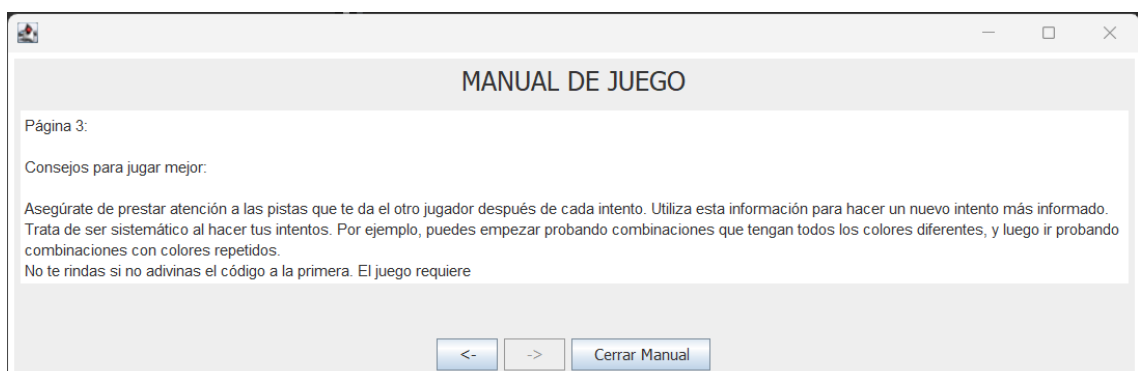 MANUAL DE JUEGO
Página 3:
Consejos para jugar mejor:
Asegúrate de prestar atención a las pistas que te da el otro jugador después de cada intento. Utiliza esta información para hacer un nuevo intento más informado.
Trata de ser sistemático al hacer tus intentos. Por ejemplo, puedes empezar probando combinaciones que tengan todos los colores diferentes, y luego ir probando
combinaciones con colores repetidos.
No te rindas si no adivinas el código a la primera. El juego requiere
<- -> Cerrar Manual